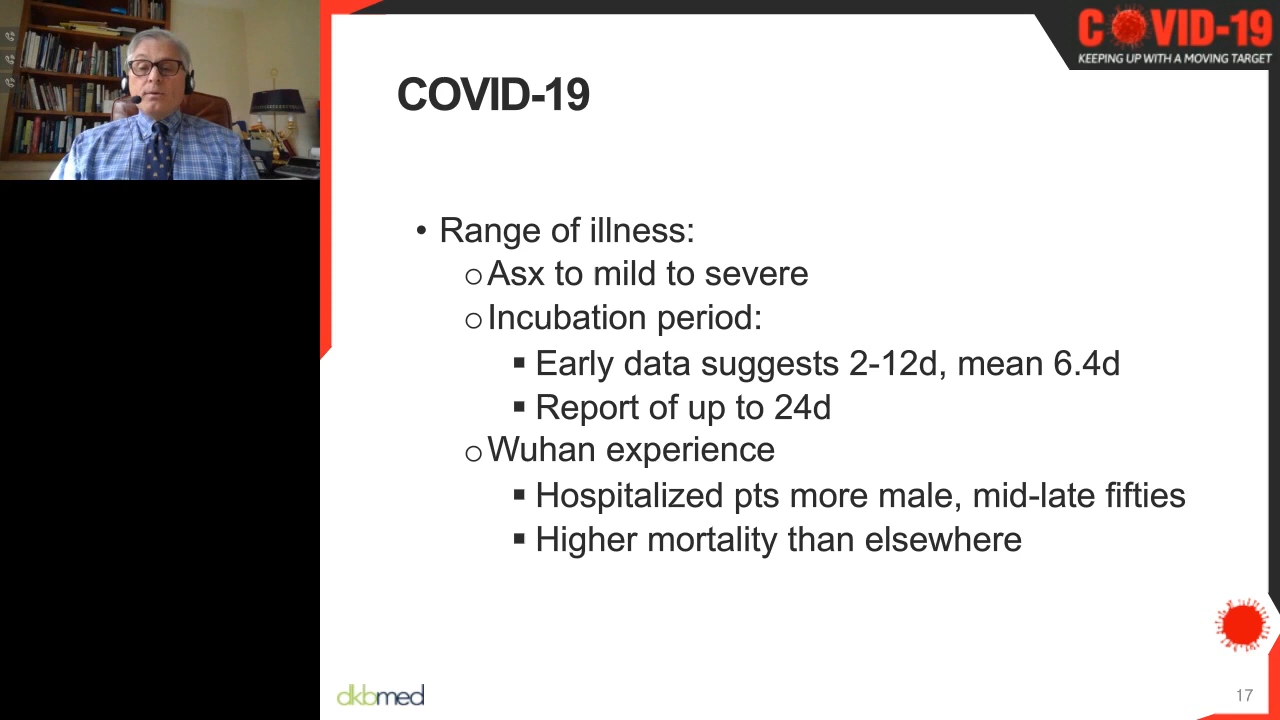 COVID-19
KEEPING UP WITH A MOVING TARGET
COVID-19
• Range of illness:
o Asx to mild to severe
o Incubation period:
▪ Early data suggests 2-12d, mean 6.4d
▪ Report of up to 24d
o Wuhan experience
▪ Hospitalized pts more male, mid-late fifties
▪ Higher mortality than elsewhere
dkbmed
17